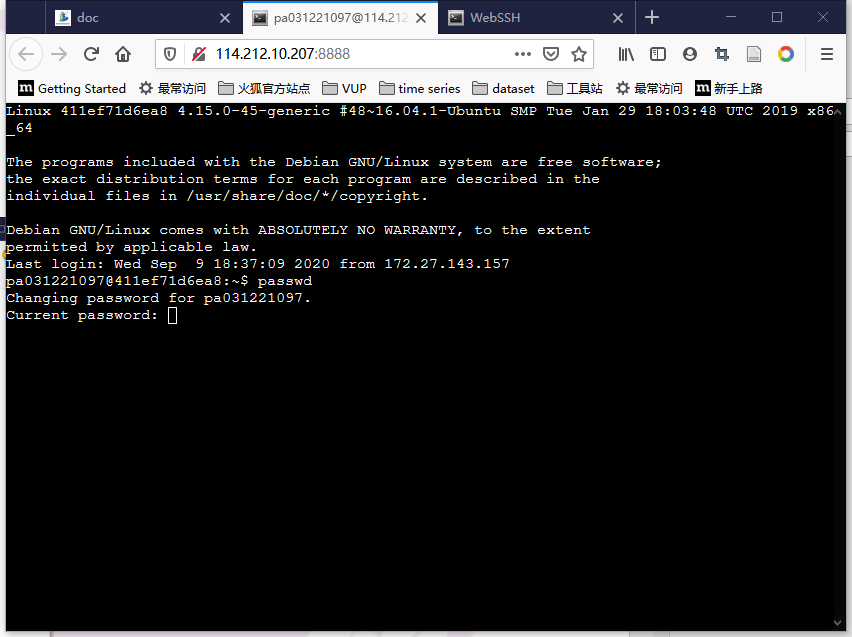 doc
pa031221097@114.212
WebSSH
114.212.10.207:8888
Getting Started 最常访问 火狐官方站点 VUP time series dataset 工具站 最常访问 新手上路
Linux 411ef71d6ea8 4.15.0-45-generic #48~16.04.1-Ubuntu SMP Tue Jan 29 18:03:48 UTC 2019 x86
_64
The programs included with the Debian GNU/Linux system are free software;
the exact distribution terms for each program are described in the
individual files in /usr/share/doc/*/copyright.
Debian GNU/Linux comes with ABSOLUTELY NO WARRANTY, to the extent
permitted by applicable law.
Last login: Wed Sep  9 18:37:09 2020 from 172.27.143.157
pa031221097@411ef71d6ea8:~$ passwd
Changing password for pa031221097.
Current password: